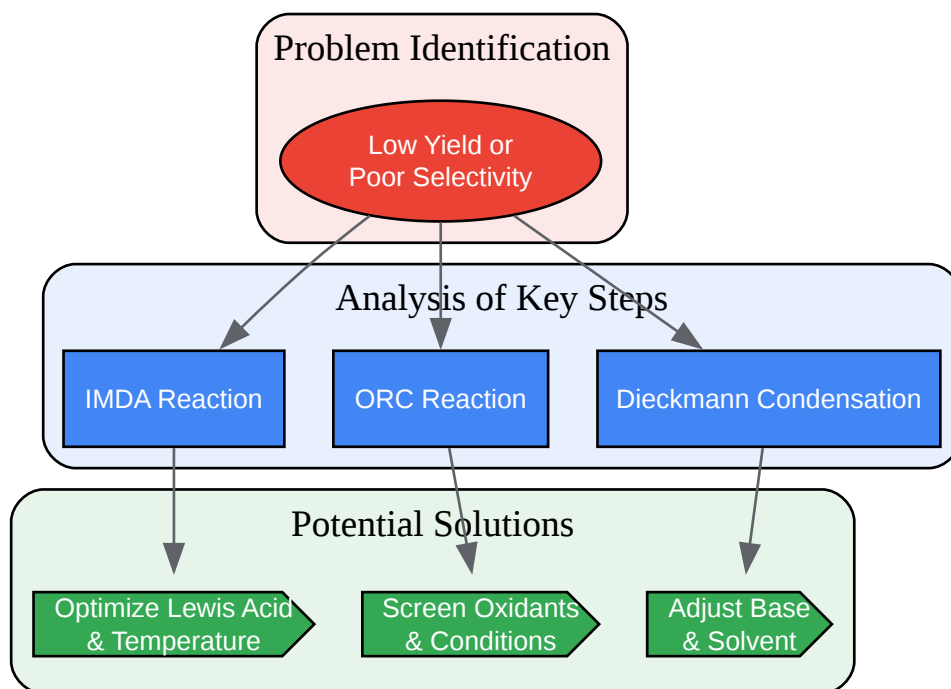 Problem Identification
Low Yield or
Poor Selectivity
Analysis of Key Steps
IMDA Reaction
ORC Reaction
Dieckmann Condensation
Potential Solutions
Optimize Lewis Acid
& Temperature
Screen Oxidants
& Conditions
Adjust Base
& Solvent